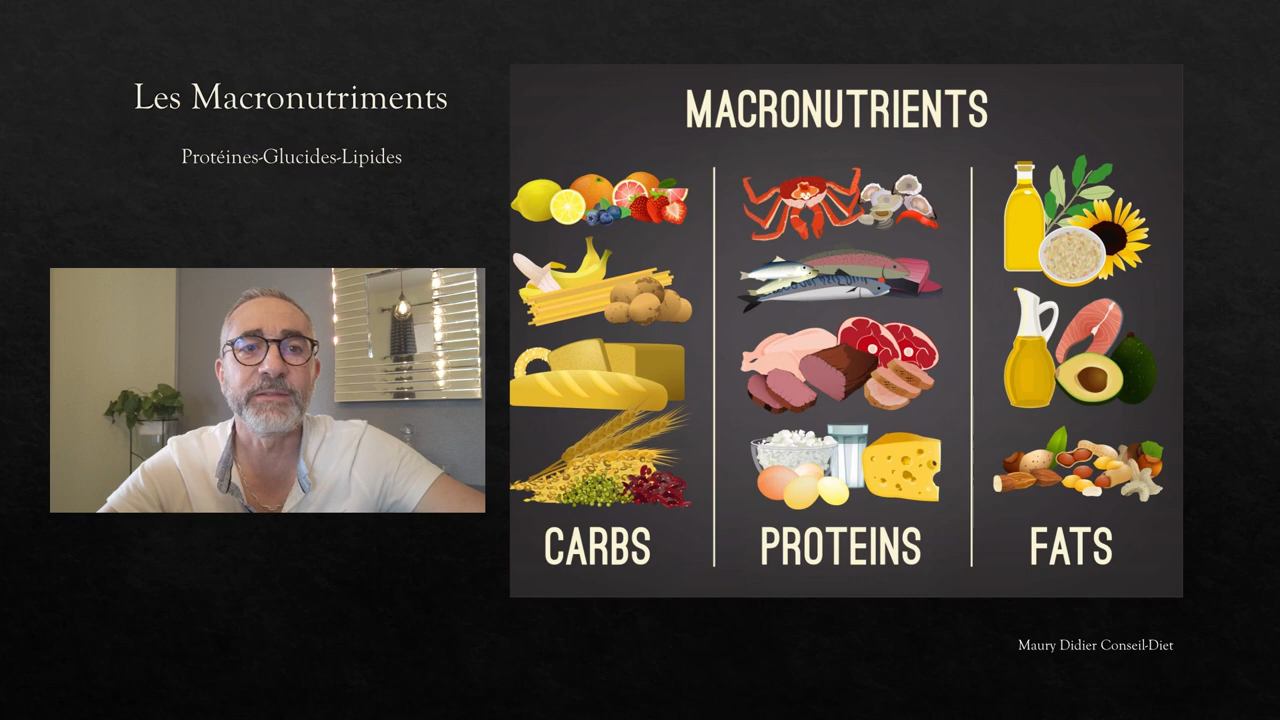 Les Macronutriments
Protéines-Glucides-Lipides
MACRONUTRIENTS
CARBS
PROTEINS
FATS
Maury Didier Conseil-Diet